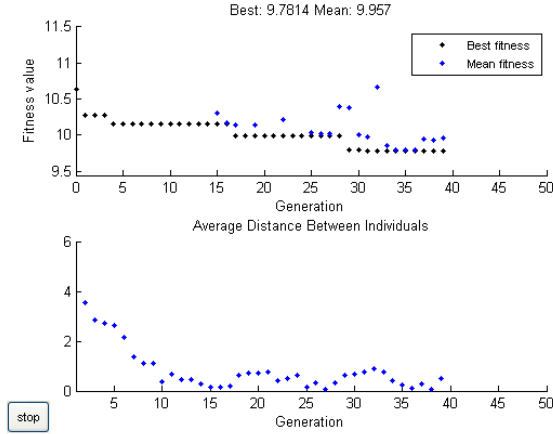 Best: 9.7814 Mean: 9.957
11.5
11
10.5
10
9.5
Fitness value
Best fitness
Mean fitness
0 5 10 15 20 25 30 35 40 45 50
Generation
Average Distance Between Individuals
6
4
2
0
5 10 15 20 25 30 35 40 45 50
Generation
stop